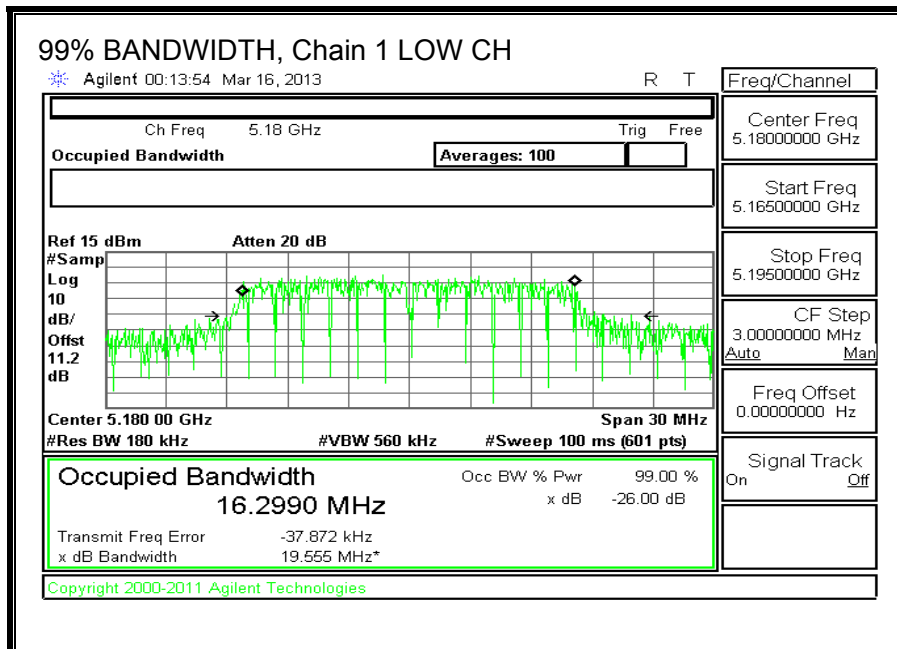 99% BANDWIDTH, Chain 1 LOW CH
Agilent 00:13:54 Mar 16, 2013 R T
Freq/Channel
Ch Freq 5.18 GHz Trig Free
Occupied Bandwidth Averages: 100
Center Freq
5.18000000 GHz
Start Freq
5.16500000 GHz
Stop Freq
5.19500000 GHz
CF Step
3.00000000 MHz
Auto Man
Freq Offset
0.00000000 Hz
Signal Track
On Off
Ref 15 dBm Atten 20 dB
#Samp
Log
10
dB/
Offst
11.2
dB
Center 5.180 00 GHz Span 30 MHz
#Res BW 180 kHz #VBW 560 kHz #Sweep 100 ms (601 pts)
Occupied Bandwidth Occ BW % Pwr 99.00 %
16.2990 MHz x dB -26.00 dB
Transmit Freq Error -37.872 kHz
x dB Bandwidth 19.555 MHz*
Copyright 2000-2011 Agilent Technologies